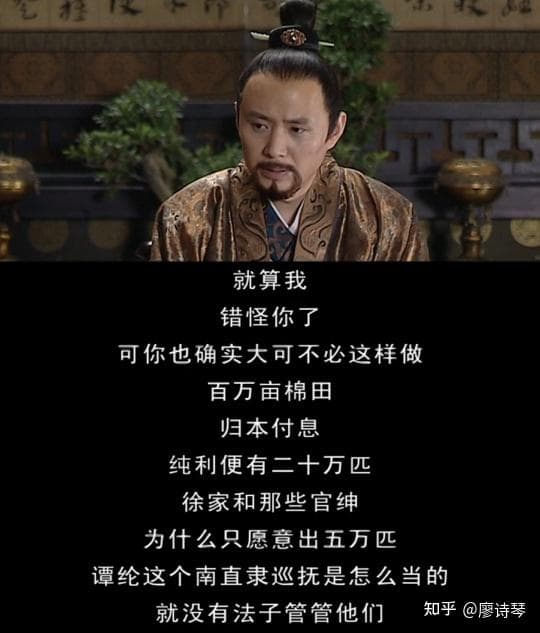 就算我
错怪你了
可你也确实大可不必这样做
百万亩棉田
归本付息
纯利便有二十万匹
徐家和那些官绅
为什么只愿意出五万匹
谭纶这个南直隶巡抚是怎么当的
就没有法子管管他们
知乎 @廖诗琴